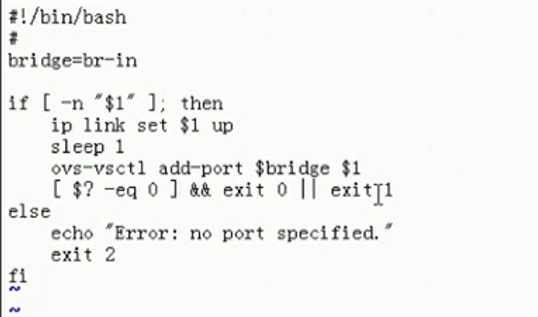 #!/bin/bash
#
bridge=br-in
if [ -n "$1" ]; then
    ip link set $1 up
    sleep 1
    ovs-vsctl add-port $bridge $1
    [ $? -eq 0 ] && exit 0 || exit 1
else
    echo "Error: no port specified."
    exit 2
fi
~
~